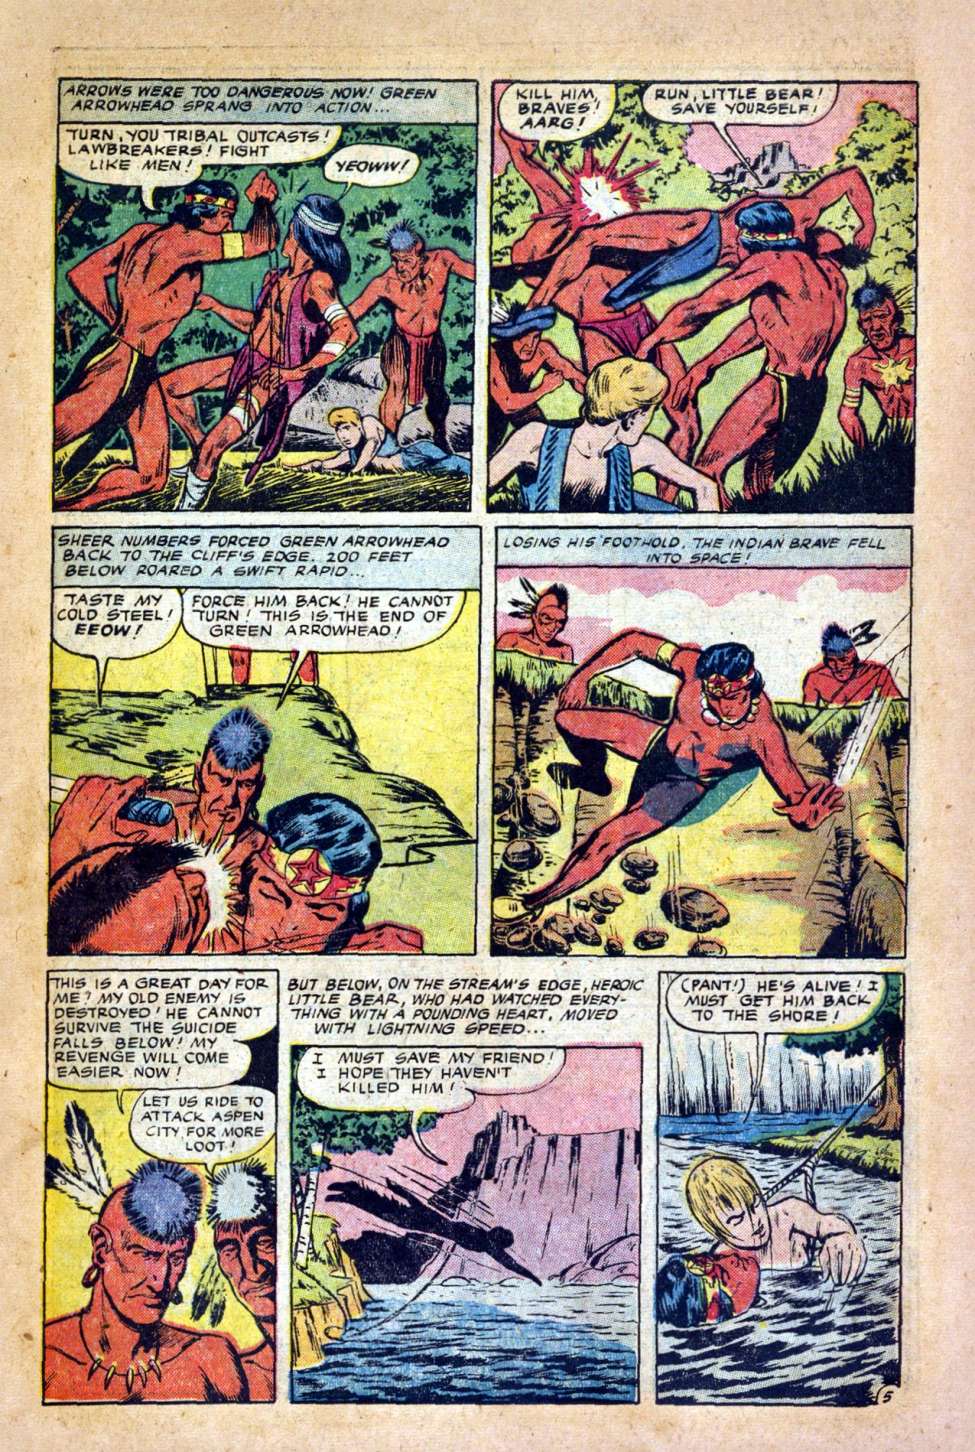 ARROWS WERE TOO DANGEROUS NOW! GREEN
ARROWHEAD SPRANG INTO ACTION...
TURN, YOU TRIBAL OUTCASTS!
LAWBREAKERS! FIGHT
LIKE MEN!
YEOWW!
KILL HIM,
BRAVES!
AARG!
RUN, LITTLE BEAR!
SAVE YOURSELF!
SHEER NUMBERS FORCED GREEN ARROWHEAD
BACK TO THE CLIFF'S EDGE. 200 FEET
BELOW ROARED A SWIFT RAPID...
TASTE MY
COLD STEEL!
EEOW!
FORCE HIM BACK! HE CANNOT
TURN! THIS IS THE END OF
GREEN ARROWHEAD!
LOSING HIS FOOTHOLD, THE INDIAN BRAVE FELL
INTO SPACE!
THIS IS A GREAT DAY FOR
ME! MY OLD ENEMY IS
DESTROYED! HE CANNOT
SURVIVE THE SUICIDE
FALLS BELOW! MY
REVENGE WILL COME
EASIER NOW!
LET US RIDE TO
ATTACK ASPEN
CITY FOR MORE
LOOT!
BUT BELOW, ON THE STREAM'S EDGE, HEROIC
LITTLE BEAR, WHO HAD WATCHED EVERY-
THING WITH A POUNDING HEART, MOVED
WITH LIGHTNING SPEED...
I MUST SAVE MY FRIEND!
I HOPE THEY HAVEN'T
KILLED HIM!
(PANT!) HE'S ALIVE! I
MUST GET HIM BACK
TO THE SHORE!
5